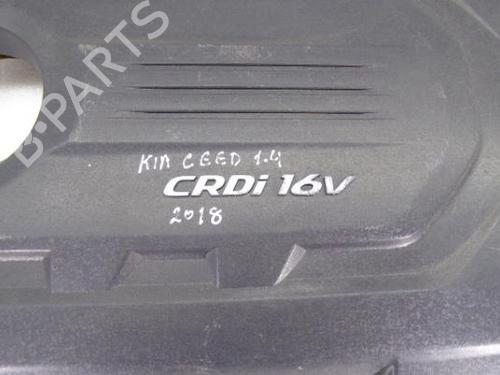 B-PARTS
KIA CEED 1.4
CRDi 16V
2018